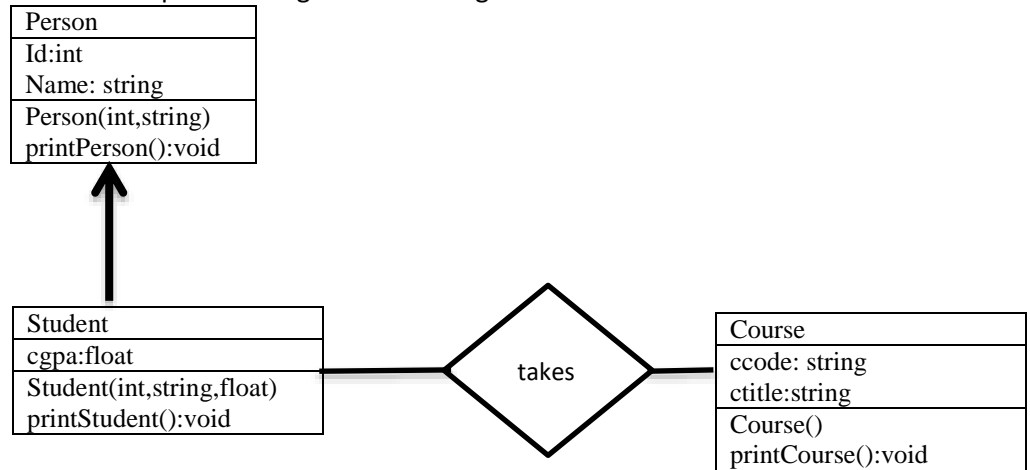 Person
Id:int
Name: string
Person(int,string)
printPerson():void
Student
cgpa:float
Student(int,string,float)
printStudent():void
takes
Course
ccode: string
ctitle:string
Course()
printCourse():void